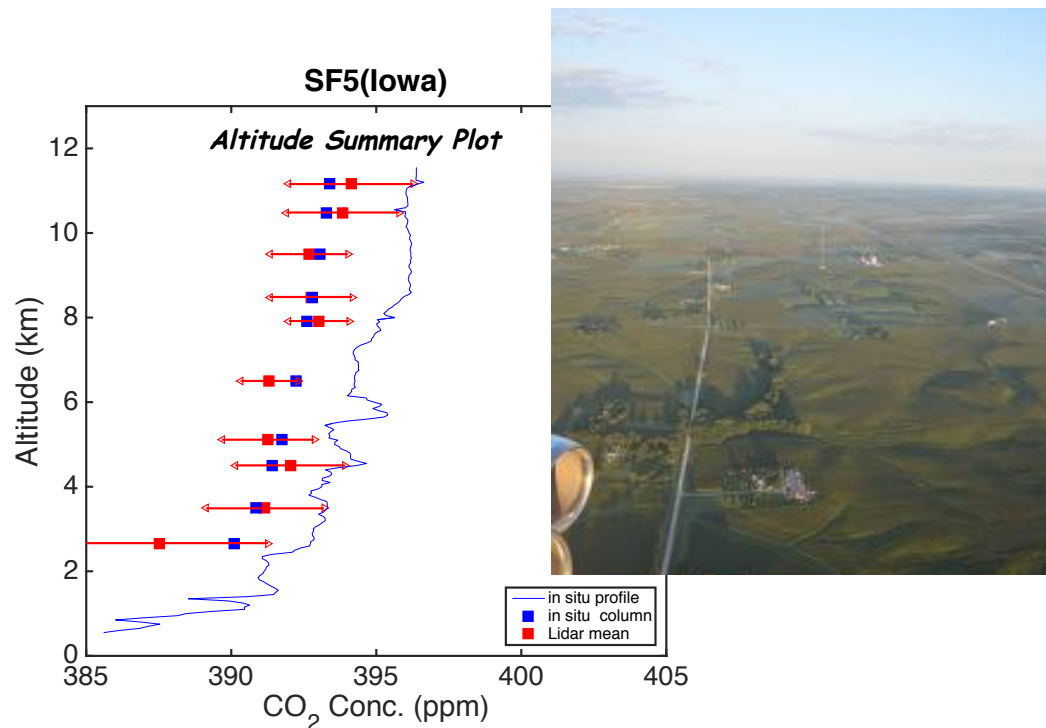 SF5(Iowa)
Altitude Summary Plot
12
10
8
6
4
2
0
Altitude (km)
385
390
395
400
405
CO₂ Conc. (ppm)
in situ profile
in situ column
Lidar mean